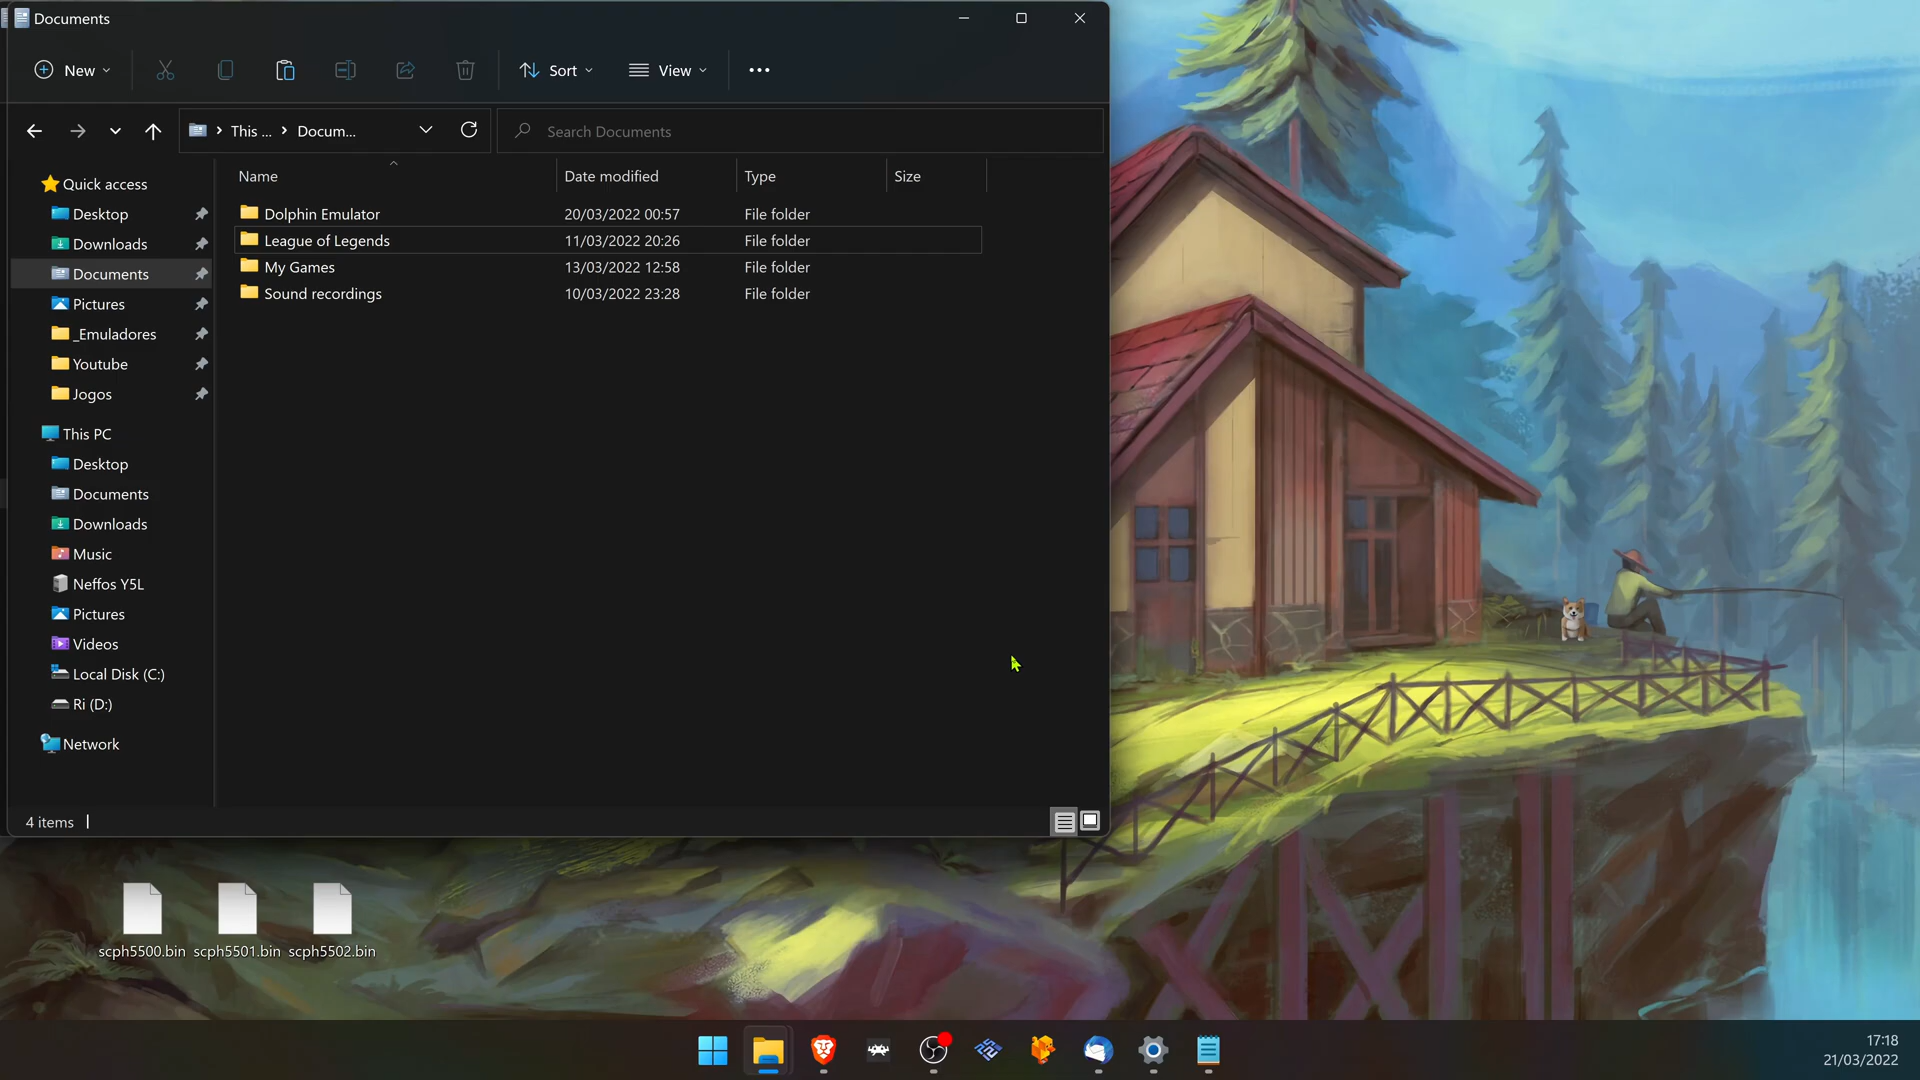 Documents
New
Sort
View
This ...
Docum...
Search Documents
Name
Date modified
Type
Size
Quick access
Desktop
Downloads
Documents
Pictures
_Emuladores
Youtube
Jogos
This PC
Desktop
Documents
Downloads
Music
Neffos Y5L
Pictures
Videos
Local Disk (C:)
Ri (D:)
Network
Dolphin Emulator 20/03/2022 00:57 File folder
League of Legends 11/03/2022 20:26 File folder
My Games 13/03/2022 12:58 File folder
Sound recordings 10/03/2022 23:28 File folder
4 items
scph5500.bin
scph5501.bin
scph5502.bin
17:18
21/03/2022